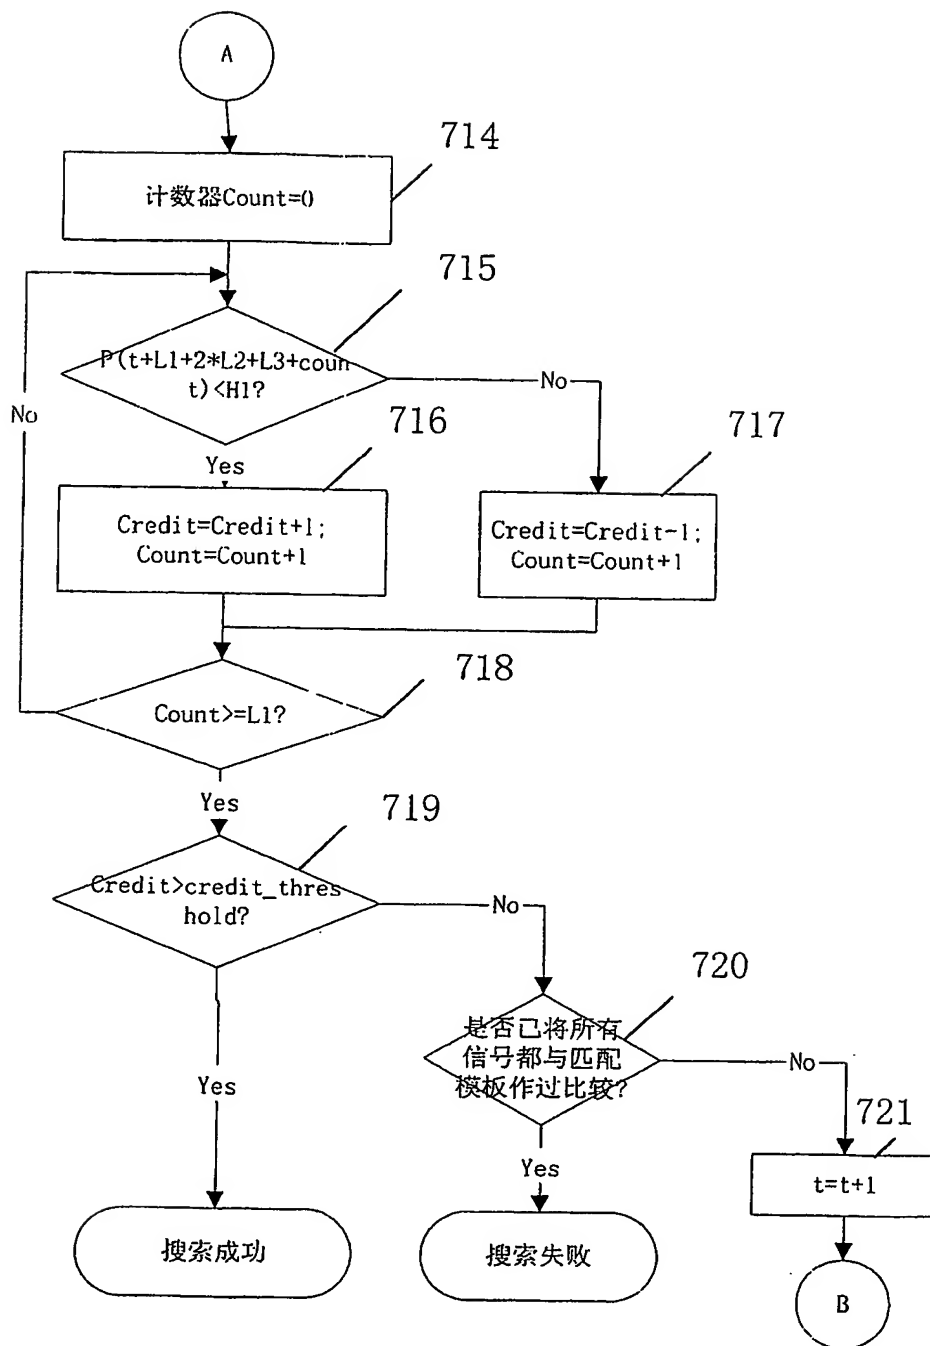 A
714
计数器Count=0
715
P(t+L1+2*L2+L3+coun
t)<H1?
No
No
716
717
Yes
Credit=Credit+1;
Count=Count+1
Credit=Credit-1;
Count=Count+1
718
Count>=L1?
Yes
719
Credit>credit_thres
hold?
No
720
是否已将所有
信号都与匹配
模板作过比较?
No
Yes
721
Yes
t=t+1
搜索成功
搜索失败
B